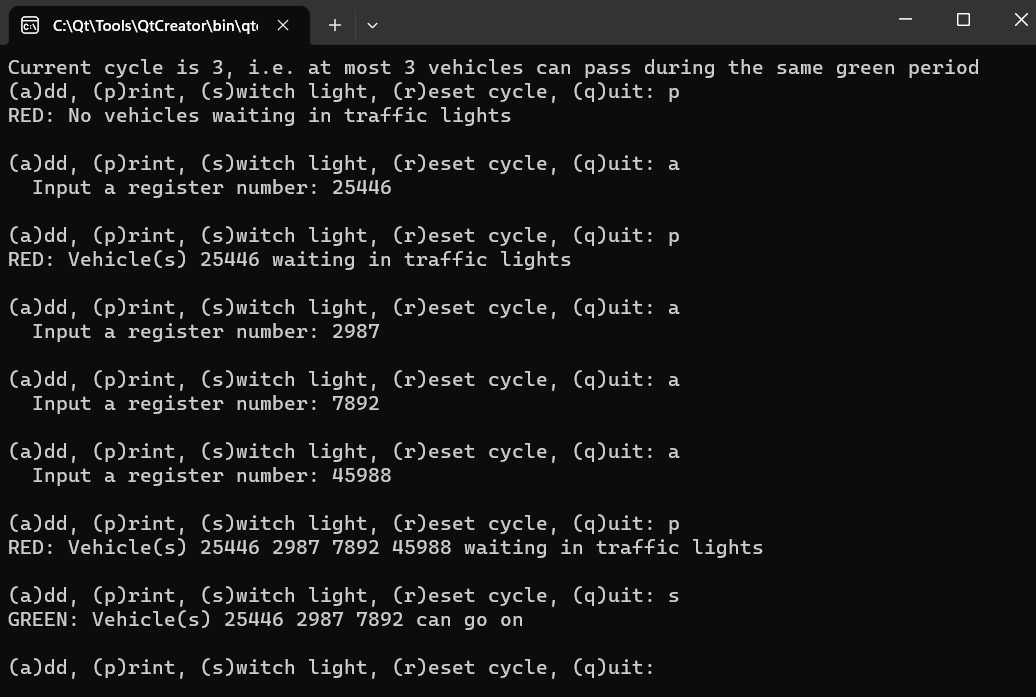 C:\Qt\Tools\QtCreator\bin\qt
Current cycle is 3, i.e. at most 3 vehicles can pass during the same green period
(a)dd, (p)rint, (s)witch light, (r)eset cycle, (q)uit: p
RED: No vehicles waiting in traffic lights
(a)dd, (p)rint, (s)witch light, (r)eset cycle, (q)uit: a
Input a register number: 25446
(a)dd, (p)rint, (s)witch light, (r)eset cycle, (q)uit: p
RED: Vehicle(s) 25446 waiting in traffic lights
(a)dd, (p)rint, (s)witch light, (r)eset cycle, (q)uit: a
Input a register number: 2987
(a)dd, (p)rint, (s)witch light, (r)eset cycle, (q)uit: a
Input a register number: 7892
(a)dd, (p)rint, (s)witch light, (r)eset cycle, (q)uit: a
Input a register number: 45988
(a)dd, (p)rint, (s)witch light, (r)eset cycle, (q)uit: p
RED: Vehicle(s) 25446 2987 7892 45988 waiting in traffic lights
(a)dd, (p)rint, (s)witch light, (r)eset cycle, (q)uit: s
GREEN: Vehicle(s) 25446 2987 7892 can go on
(a)dd, (p)rint, (s)witch light, (r)eset cycle, (q)uit: